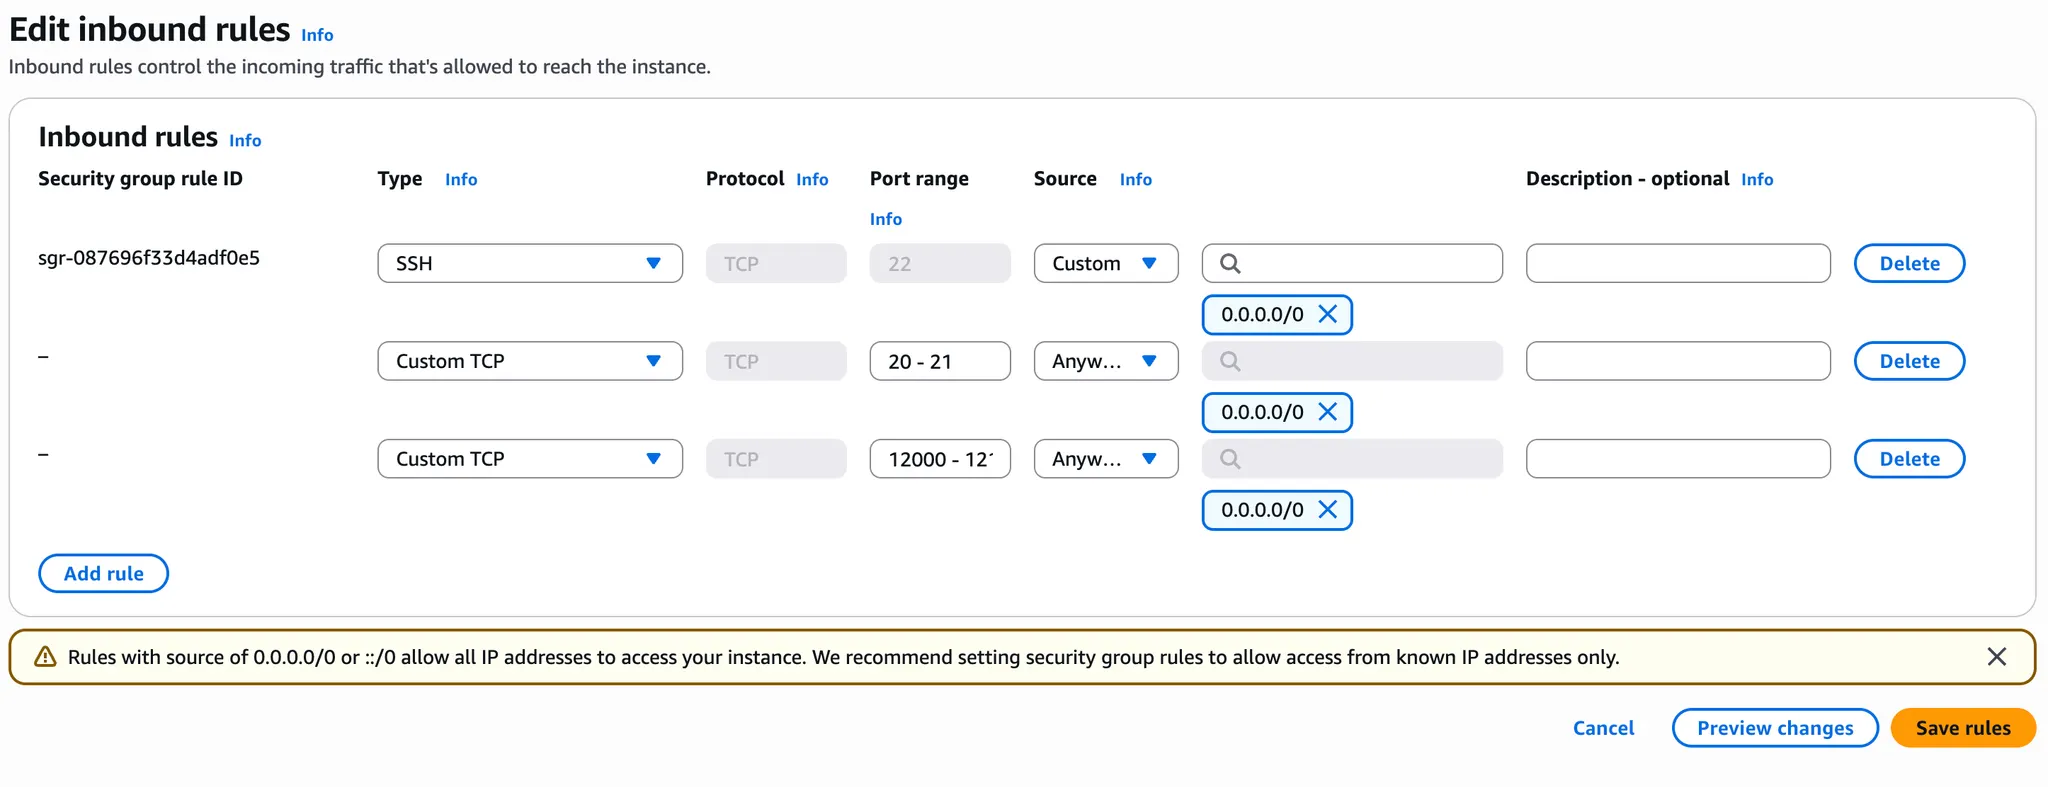 Edit inbound rules Info
Inbound rules control the incoming traffic that's allowed to reach the instance.
Inbound rules Info
Security group rule ID Type Info Protocol Info Port range Info Source Info Description - optional Info
sgr-087696f33d4adf0e5 SSH TCP 22 Custom Delete
0.0.0.0/0
– Custom TCP TCP 20 - 21 Anyw... Delete
0.0.0.0/0
– Custom TCP TCP 12000 - 12 Anyw... Delete
0.0.0.0/0
Add rule
Rules with source of 0.0.0.0/0 or ::/0 allow all IP addresses to access your instance. We recommend setting security group rules to allow access from known IP addresses only.
Cancel Preview changes Save rules